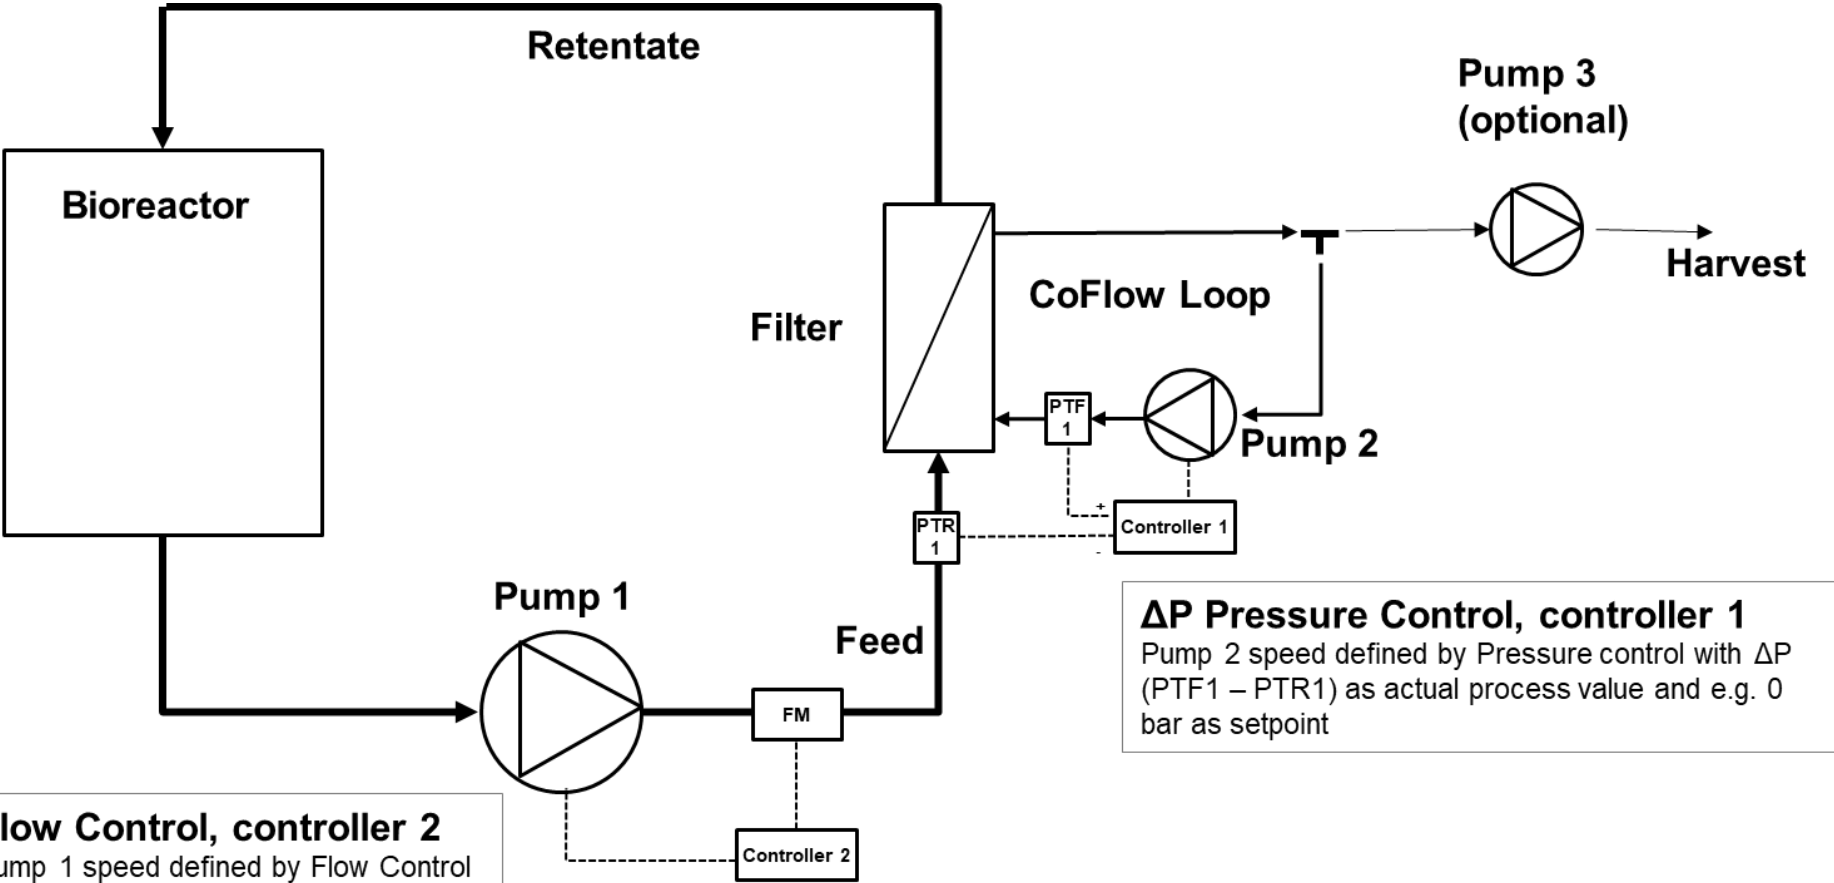 Retentate
Pump 3
(optional)
Bioreactor
Harvest
CoFlow Loop
Filter
PTF
1
Pump 2
+
Controller 1
PTR
1
-
Pump 1
ΔP Pressure Control, controller 1
Pump 2 speed defined by Pressure control with ΔP
(PTF1 – PTR1) as actual process value and e.g. 0
bar as setpoint
Feed
FM
low Control, controller 2
ump 1 speed defined by Flow Control
Controller 2